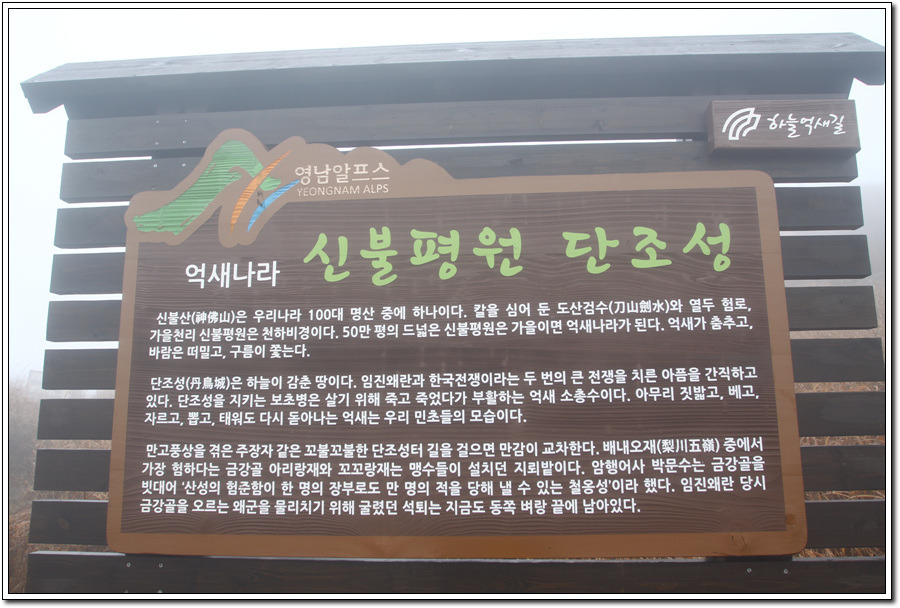 하늘억새길
영남알프스
YEONGNAM ALPS
억새나라 신불평원 단조성
신불산(神佛山)은 우리나라 100대 명산 중에 하나이다. 칼을 심어 둔 도산검수(刀山劍水)와 열두 험로,
가을천리 신불평원은 천하비경이다. 50만 평의 드넓은 신불평원은 가을이면 억새나라가 된다. 억새가 춤추고,
바람은 떠밀고, 구름이 쫓는다.
단조성(丹鳥城)은 하늘이 감춘 땅이다. 임진왜란과 한국전쟁이라는 두 번의 큰 전쟁을 치른 아픔을 간직하고
있다. 단조성을 지키는 보초병은 살기 위해 죽고 죽었다가 부활하는 억새 소총수이다. 아무리 짓밟고, 베고,
자르고, 뽑고, 태워도 다시 돋아나는 억새는 우리 민초들의 모습이다.
만고풍상을 겪은 주장자 같은 꼬불꼬불한 단조성터 길을 걸으면 만감이 교차한다. 배내오재(梨川五嶺) 중에서
가장 험하다는 금강골 아리랑재와 꼬꼬랑재는 맹수들이 설치던 지뢰밭이다. 암행어사 박문수는 금강골을
빗대어 '산성의 험준함이 한 명의 장부로도 만 명의 적을 당해 낼 수 있는 철옹성'이라 했다. 임진왜란 당시
금강골을 오르는 왜군을 물리치기 위해 굴렸던 석퇴는 지금도 동쪽 벼랑 끝에 남아있다.